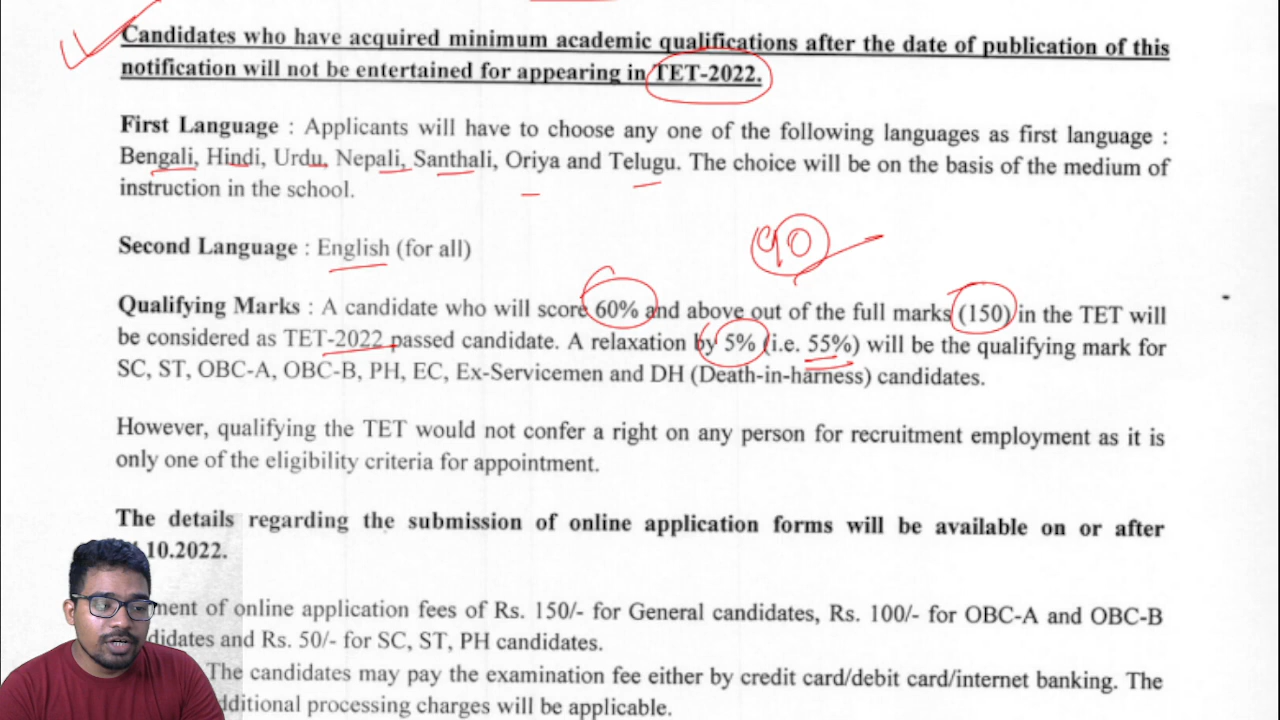 Candidates who have acquired minimum academic qualifications after the date of publication of this
notification will not be entertained for appearing in TET-2022.
First Language : Applicants will have to choose any one of the following languages as first language :
Bengali, Hindi, Urdu, Nepali, Santhali, Oriya and Telugu. The choice will be on the basis of the medium of
instruction in the school.
90
Second Language : English (for all)
Qualifying Marks : A candidate who will score 60% and above out of the full marks (150) in the TET will
be considered as TET-2022 passed candidate. A relaxation by 5% (i.e. 55%) will be the qualifying mark for
SC, ST, OBC-A, OBC-B, PH, EC, Ex-Servicemen and DH (Death-in-harness) candidates.
However, qualifying the TET would not confer a right on any person for recruitment employment as it is
only one of the eligibility criteria for appointment.
The details regarding the submission of online application forms will be available on or after
.10.2022.
of online application fees of Rs. 150/- for General candidates, Rs. 100/- for OBC-A and OBC-B
and Rs. 50/- for SC, ST, PH candidates.
The candidates may pay the examination fee either by credit card/debit card/internet banking. The
processing charges will be applicable.